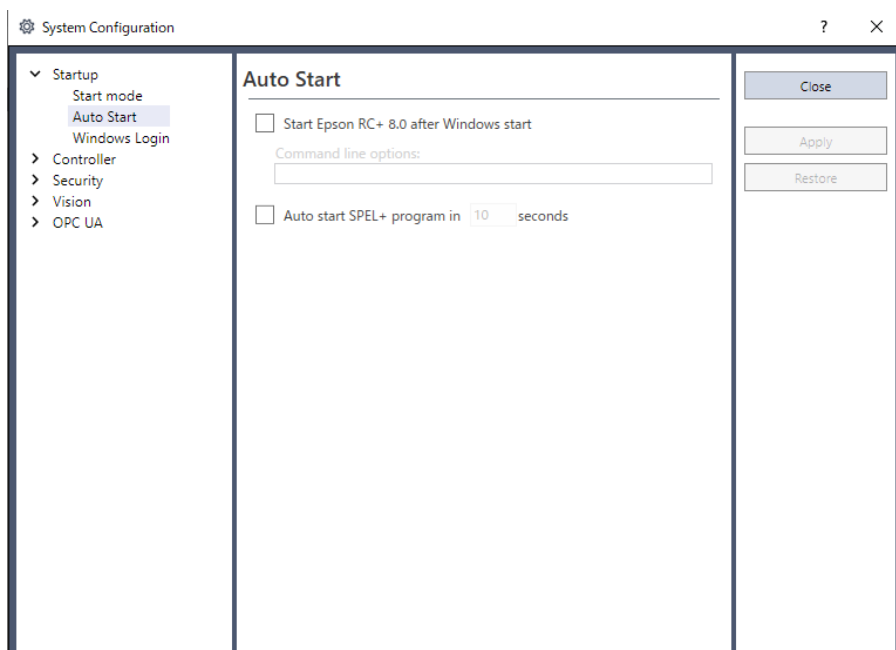 System Configuration
?
Startup
Start mode
Auto Start
Windows Login
Controller
Security
Vision
OPC UA
Auto Start
Start Epson RC+ 8.0 after Windows start
Command line options:
Auto start SPEL+ program in 10 seconds
Close
Apply
Restore